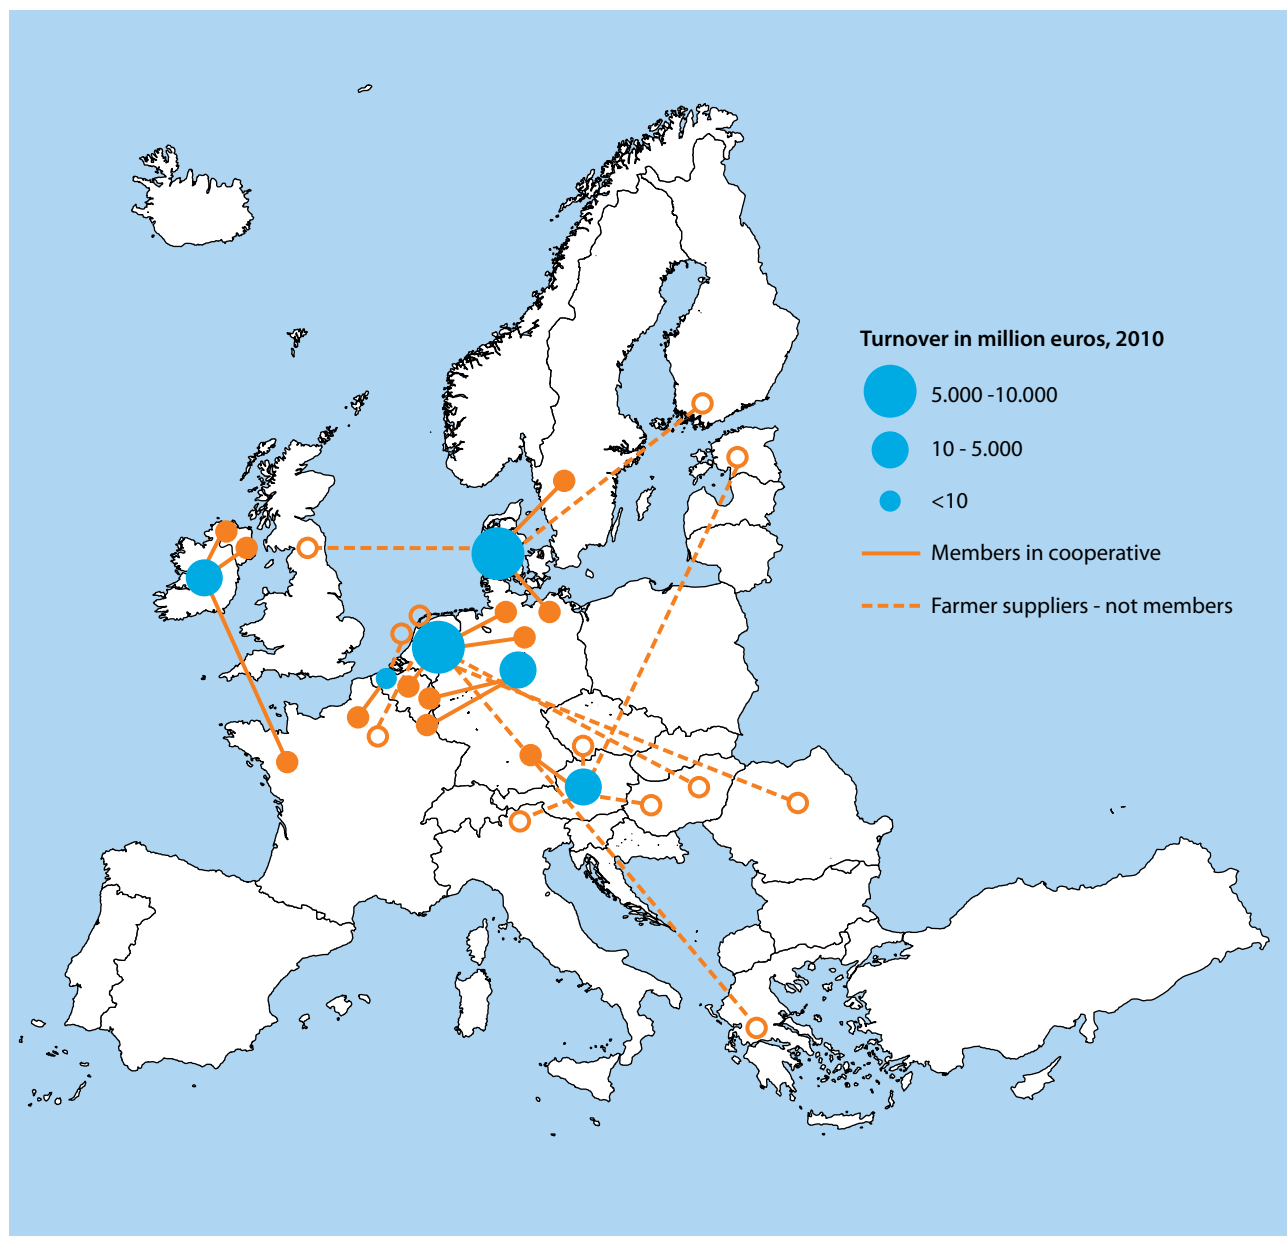 Turnover in million euros, 2010
5.000 -10.000
10 - 5.000
<10
Members in cooperative
Farmer suppliers - not members